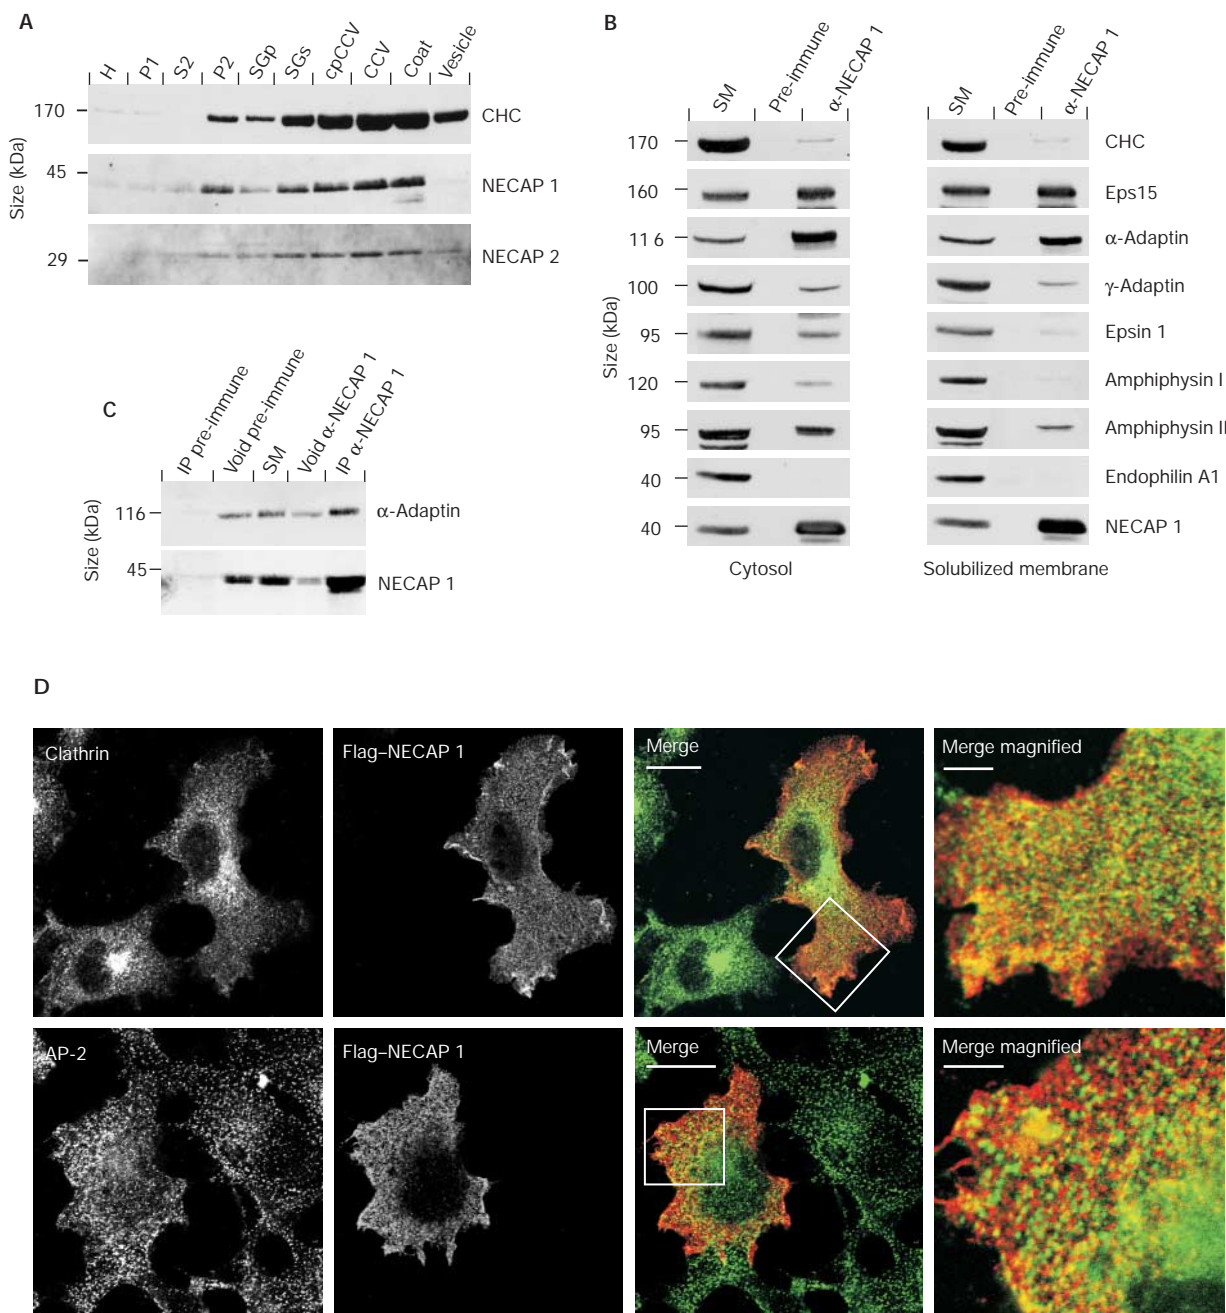 A
H P1 S2 P2 SGp SGs cpCCV CCV Coat Vesicle
Size (kDa)
170 CHC
45 NECAP 1
29 NECAP 2
B
SM Pre-immune α-NECAP 1 SM Pre-immune α-NECAP 1
Size (kDa)
170 CHC
160 Eps15
116 α-Adaptin
100 γ-Adaptin
95 Epsin 1
120 Amphiphysin I
95 Amphiphysin II
40 Endophilin A1
40 NECAP 1
Cytosol Solubilized membrane
C
IP pre-immune Void pre-immune SM Void α-NECAP 1 IP α-NECAP 1
Size (kDa)
116 α-Adaptin
45 NECAP 1
D
Clathrin Flag–NECAP 1 Merge Merge magnified
AP-2 Flag–NECAP 1 Merge Merge magnified